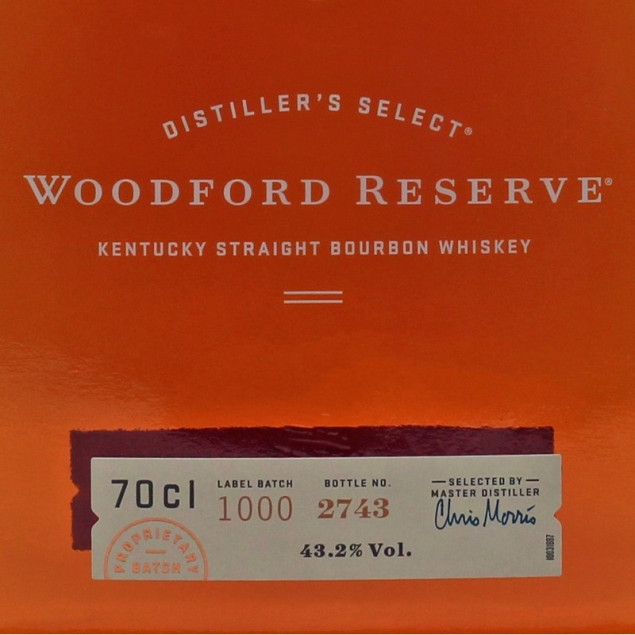 DISTILLER'S SELECT®
WOODFORD RESERVE®
KENTUCKY STRAIGHT BOURBON WHISKEY
70cl
LABEL BATCH
1000
BOTTLE NO.
2743
43.2% Vol.
SELECTED BY
MASTER DISTILLER
Chris Morris
PROPRIETARY
BATCH